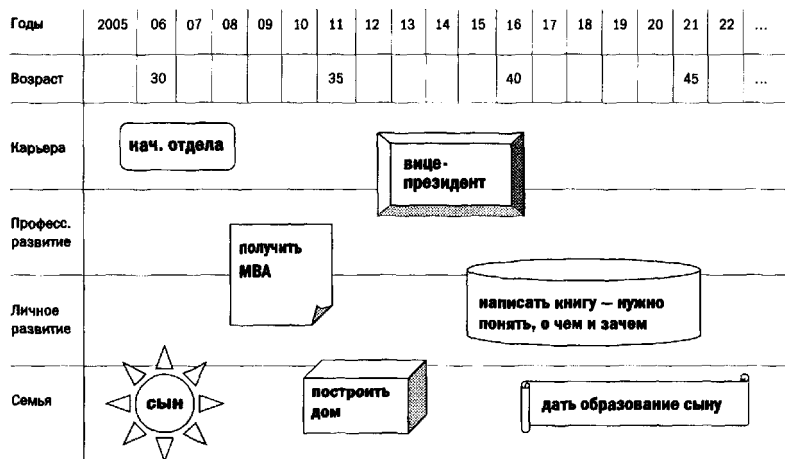 Годы 2005 06 07 08 09 10 11 12 13 14 15 16 17 18 19 20 21 22 ...
Возраст 30 35 40 45 ...
Карьера
нач. отдела
вице-
президент
Професс.
развитие
получить
МВА
Личное
развитие
написать книгу – нужно
понять, о чем и зачем
Семья
сын
построить
дом
дать образование сыну